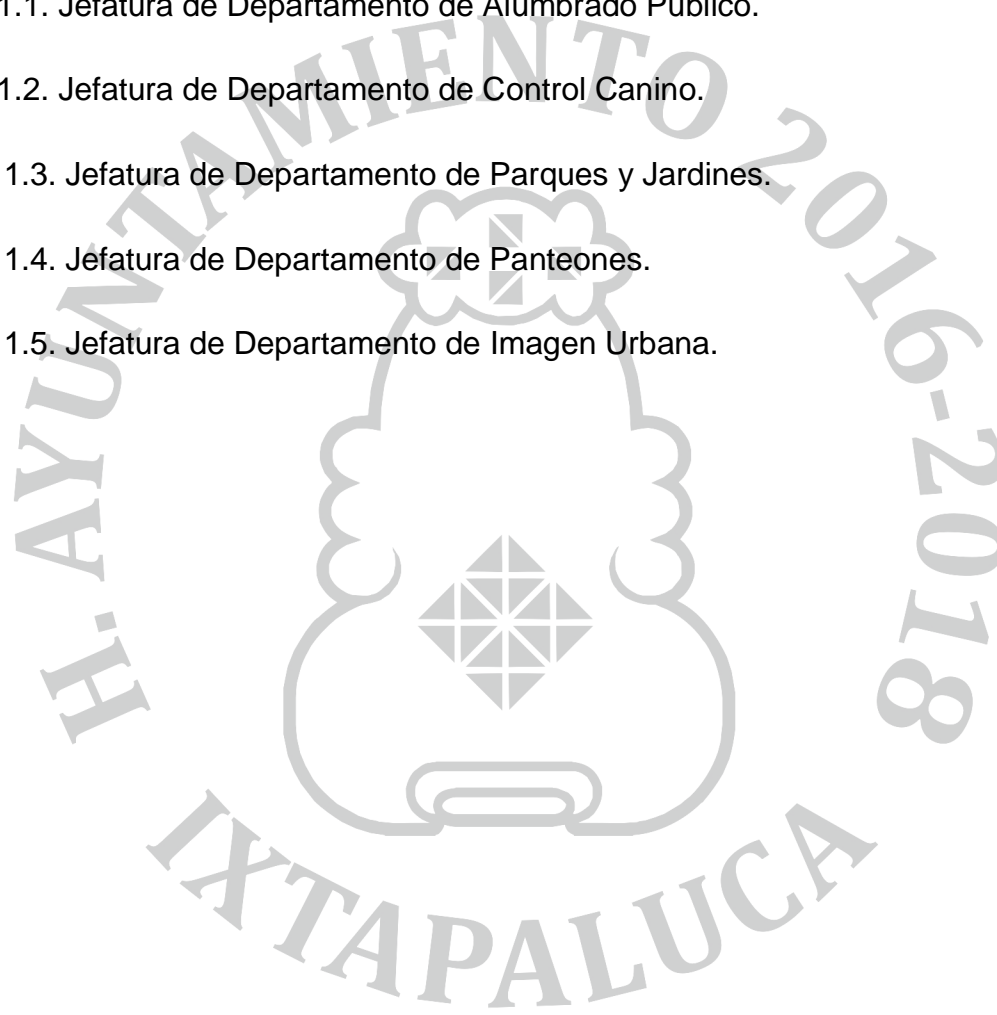 1.1. Jefatura de Departamento de Alumbrado Público.
1.2. Jefatura de Departamento de Control Canino.
1.3. Jefatura de Departamento de Parques y Jardines.
1.4. Jefatura de Departamento de Panteones.
1.5. Jefatura de Departamento de Imagen Urbana.
H. AYUNTAMIENTO 2016-2018
IXTAPALUCA